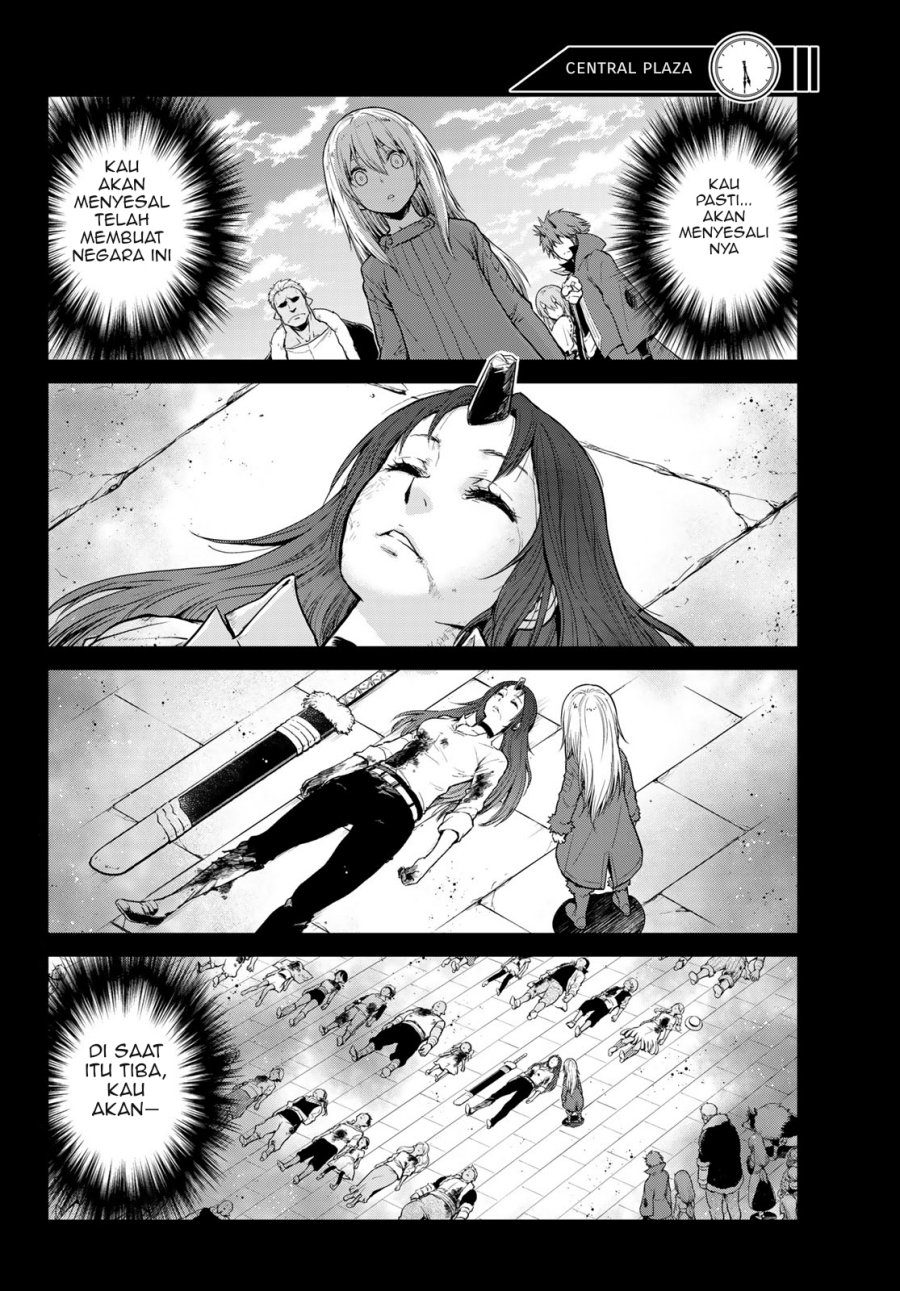 CENTRAL PLAZA
KAU
PASTI...
AKAN
MENYESALI
NYA
KAU
AKAN
MENYESAL
TELAH
MEMBUAT
NEGARA INI
DI SAAT
ITU TIBA,
KAU
AKAN—